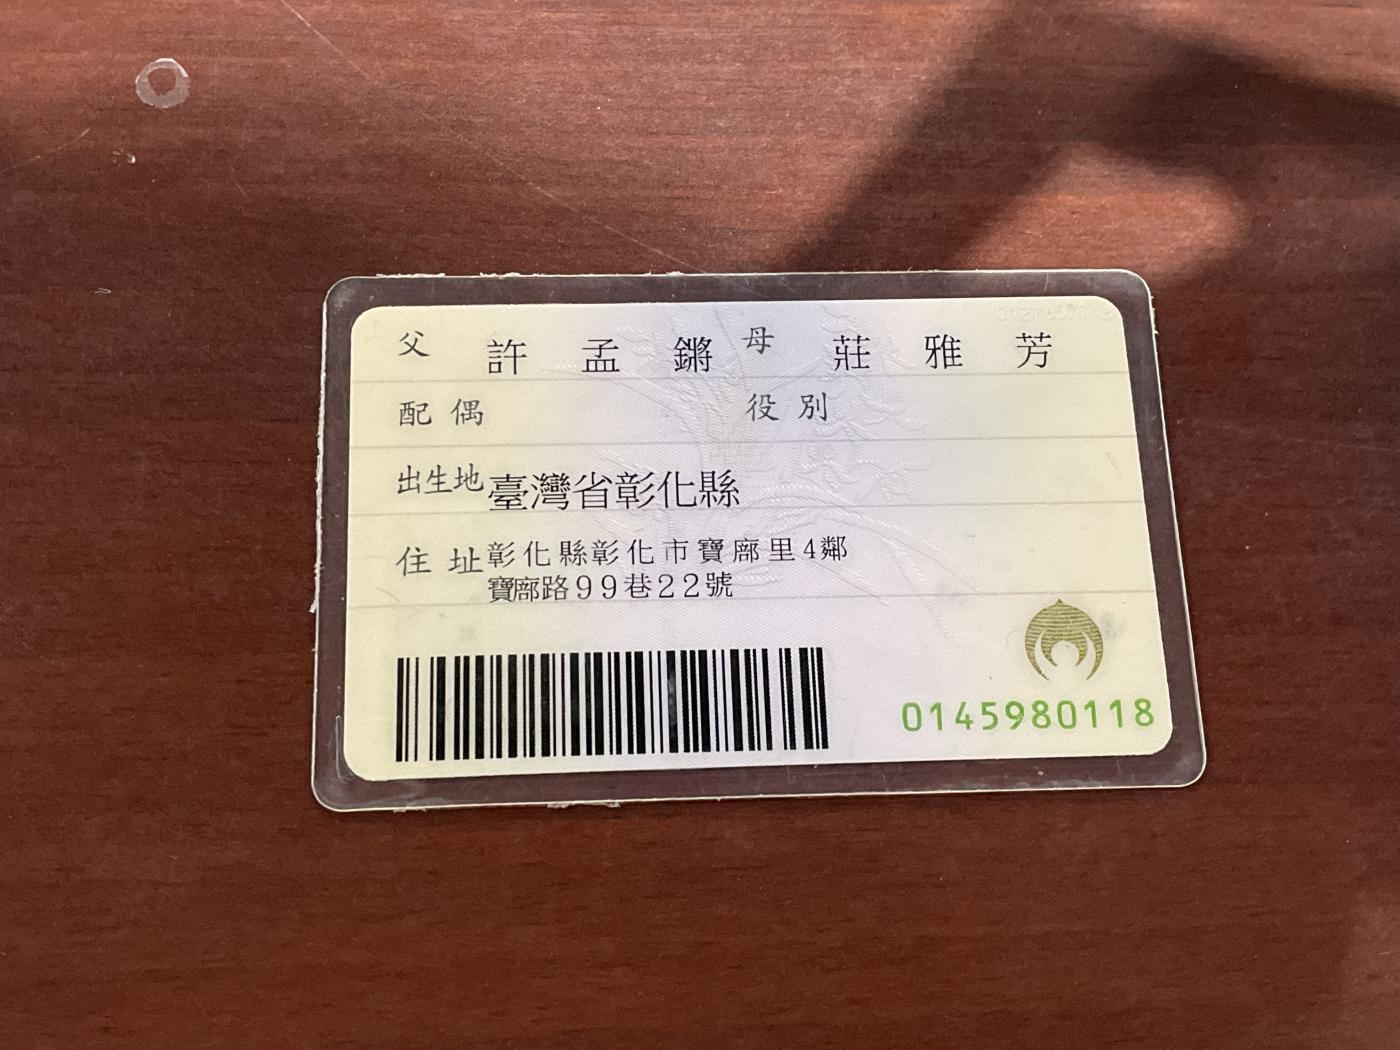 父 許孟鏘 母 莊雅芳
配偶 役別
出生地 臺灣省彰化縣
住址 彰化縣彰化市寶廍里4鄰
寶廍路99巷22號
0145980118